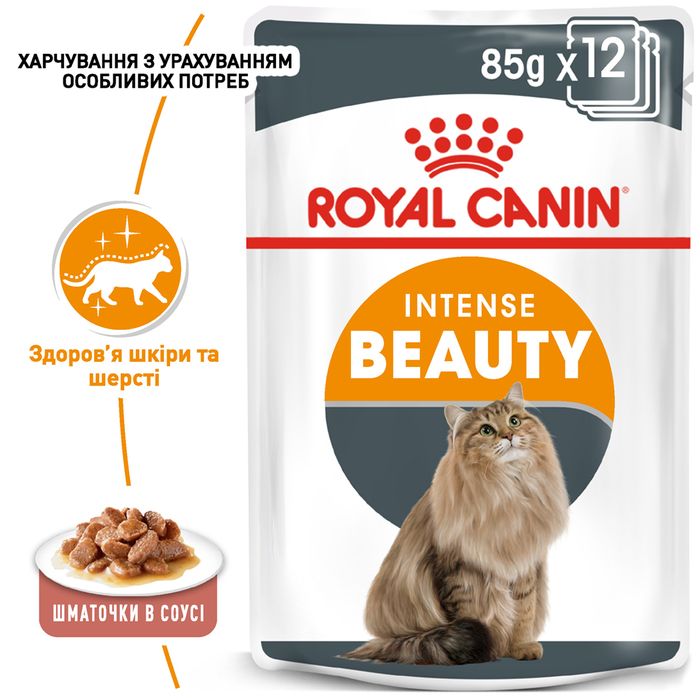 ХАРЧУВАННЯ З УРАХУВАННЯМ
ОСОБЛИВИХ ПОТРЕБ
85g x12
ROYAL CANIN®
INTENSE
BEAUTY
Здоров’я шкіри та
шерсті
ШМАТОЧКИ В СОУСІ